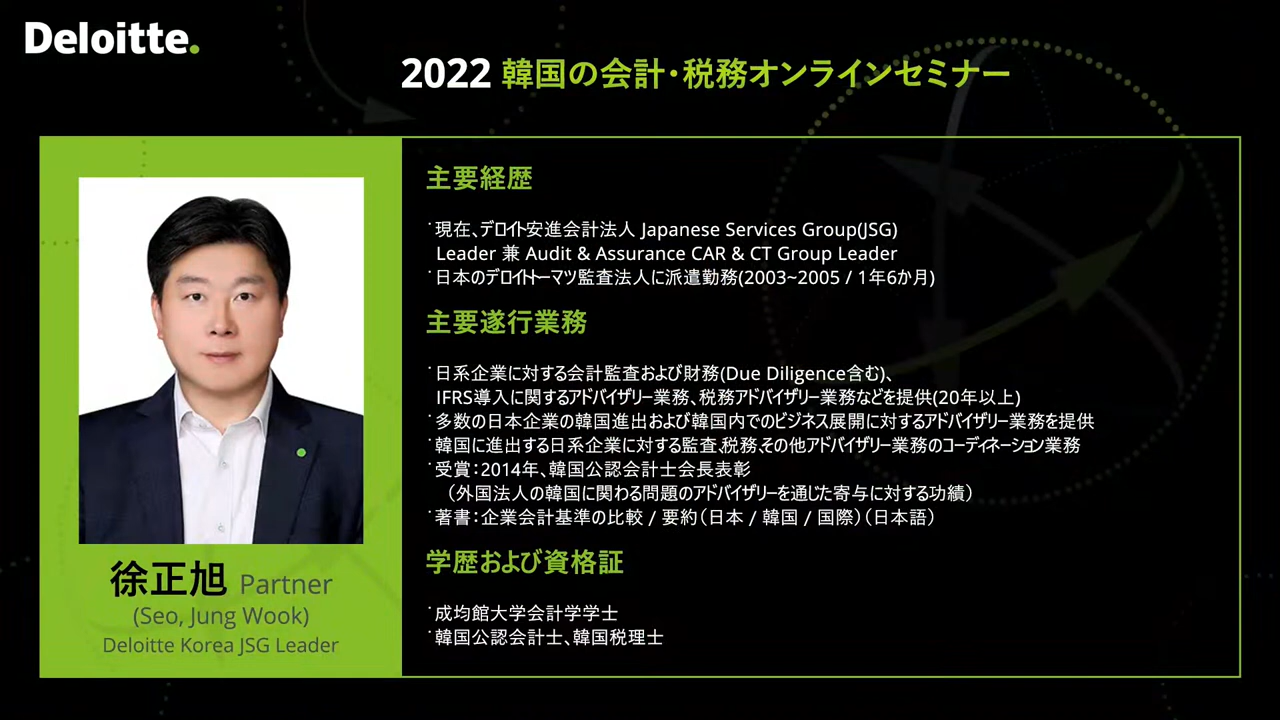 Deloitte.
2022 韓国の会計・税務オンラインセミナー
主要経歴
˙現在、デロイト安進会計法人 Japanese Services Group(JSG)
Leader 兼 Audit & Assurance CAR & CT Group Leader
˙日本のデロイトトーマツ監査法人に派遣勤務(2003~2005 / 1年6か月)
主要遂行業務
˙日系企業に対する会計監査および財務(Due Diligence含む)、
IFRS導入に関するアドバイザリー業務、税務アドバイザリー業務などを提供(20年以上)
˙多数の日本企業の韓国進出および韓国内でのビジネス展開に対するアドバイザリー業務を提供
˙韓国に進出する日系企業に対する監査、税務、その他アドバイザリー業務のコーディネーション業務
˙受賞：2014年、韓国公認会計士会長表彰
（外国法人の韓国に関わる問題のアドバイザリーを通じた寄与に対する功績）
˙著書：企業会計基準の比較 / 要約（日本 / 韓国 / 国際）（日本語）
学歴および資格証
˙成均館大学会計学学士
˙韓国公認会計士、韓国税理士
徐正旭 Partner
(Seo, Jung Wook)
Deloitte Korea JSG Leader